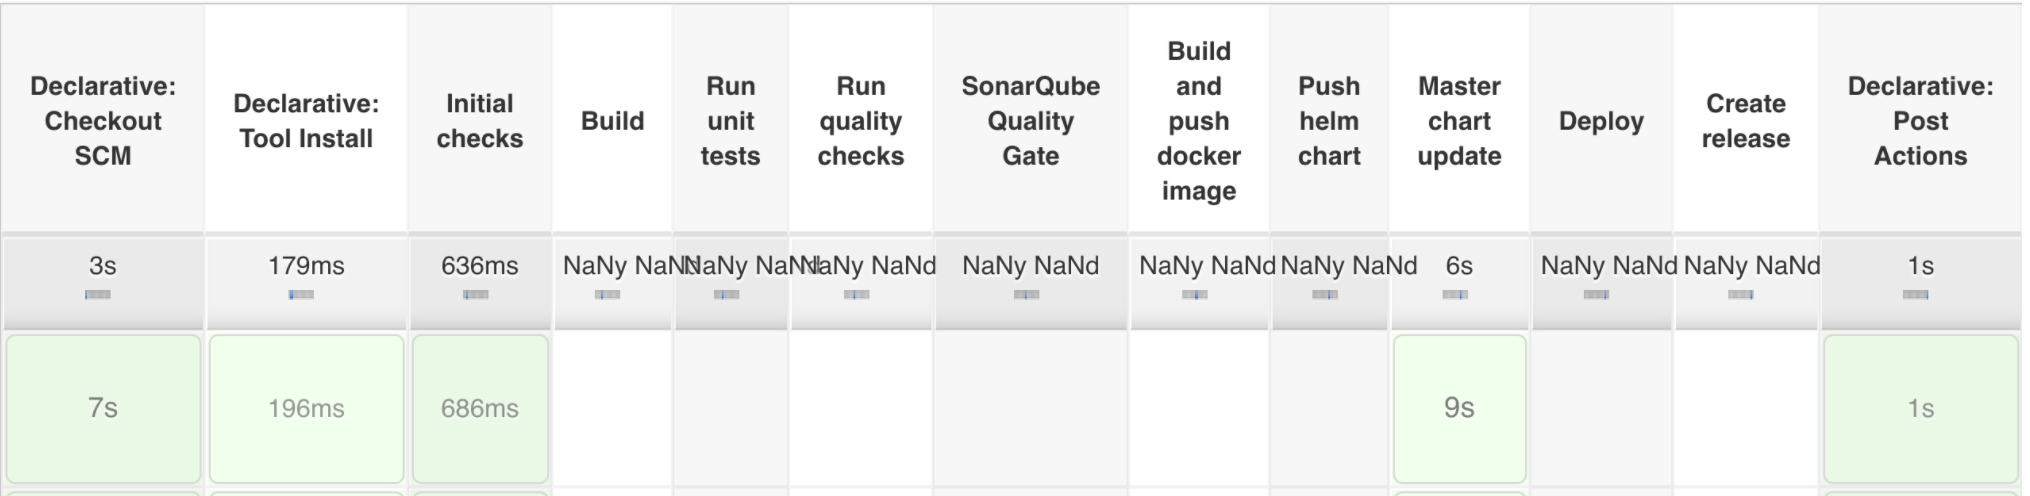 Declarative:
Checkout
SCM
Declarative:
Tool Install
Initial
checks
Build
Run
unit
tests
Run
quality
checks
SonarQube
Quality
Gate
Build
and
push
docker
image
Push
helm
chart
Master
chart
update
Deploy
Create
release
Declarative:
Post
Actions
3s
179ms
636ms
NaNy NaNd
NaNy NaNd
NaNy NaNd
NaNy NaNd
NaNy NaNd
NaNy NaNd
6s
NaNy NaNd
NaNy NaNd
1s
7s
196ms
686ms
9s
1s